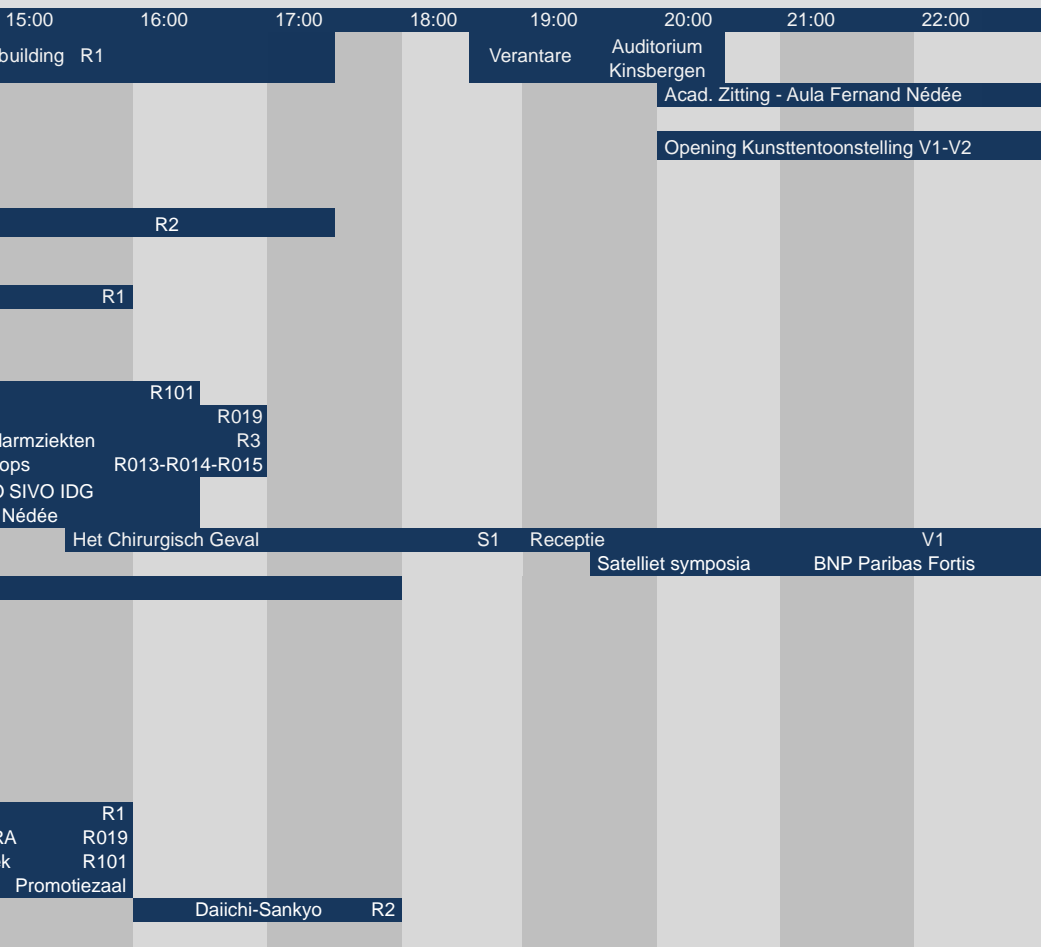 15:00 16:00 17:00 18:00 19:00 20:00 21:00 22:00
building R1 Verantare Auditorium
Kinsbergen
Acad. Zitting - Aula Fernand Nédée
Opening Kunsttentoonstelling V1-V2
R2
R1
R101
R019
darmziekten R3
ops R013-R014-R015
O SIVO IDG
Nédée
Het Chirurgisch Geval S1 Receptie V1
Satelliet symposia BNP Paribas Fortis
R1
RA R019
ek R101
Promotiezaal
Daiichi-Sankyo R2